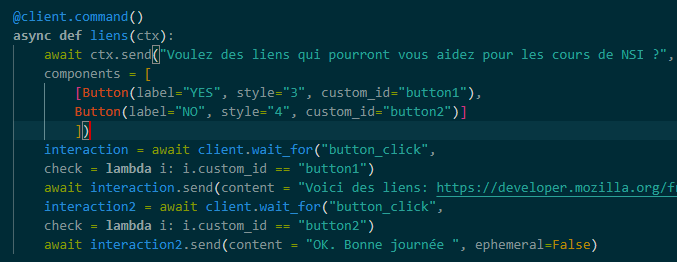 @client.command()
async def liens(ctx):
    await ctx.send("Voulez des liens qui pourront vous aidez pour les cours de NSI ?",
    components = [
        [Button(label="YES", style="3", custom_id="button1"),
        Button(label="NO", style="4", custom_id="button2")]
        ])
    interaction = await client.wait_for("button_click",
    check = lambda i: i.custom_id == "button1")
    await interaction.send(content = "Voici des liens: https://developer.mozilla.org/f
    interaction2 = await client.wait_for("button_click",
    check = lambda i: i.custom_id == "button2")
    await interaction2.send(content = "OK. Bonne journée ", ephemeral=False)